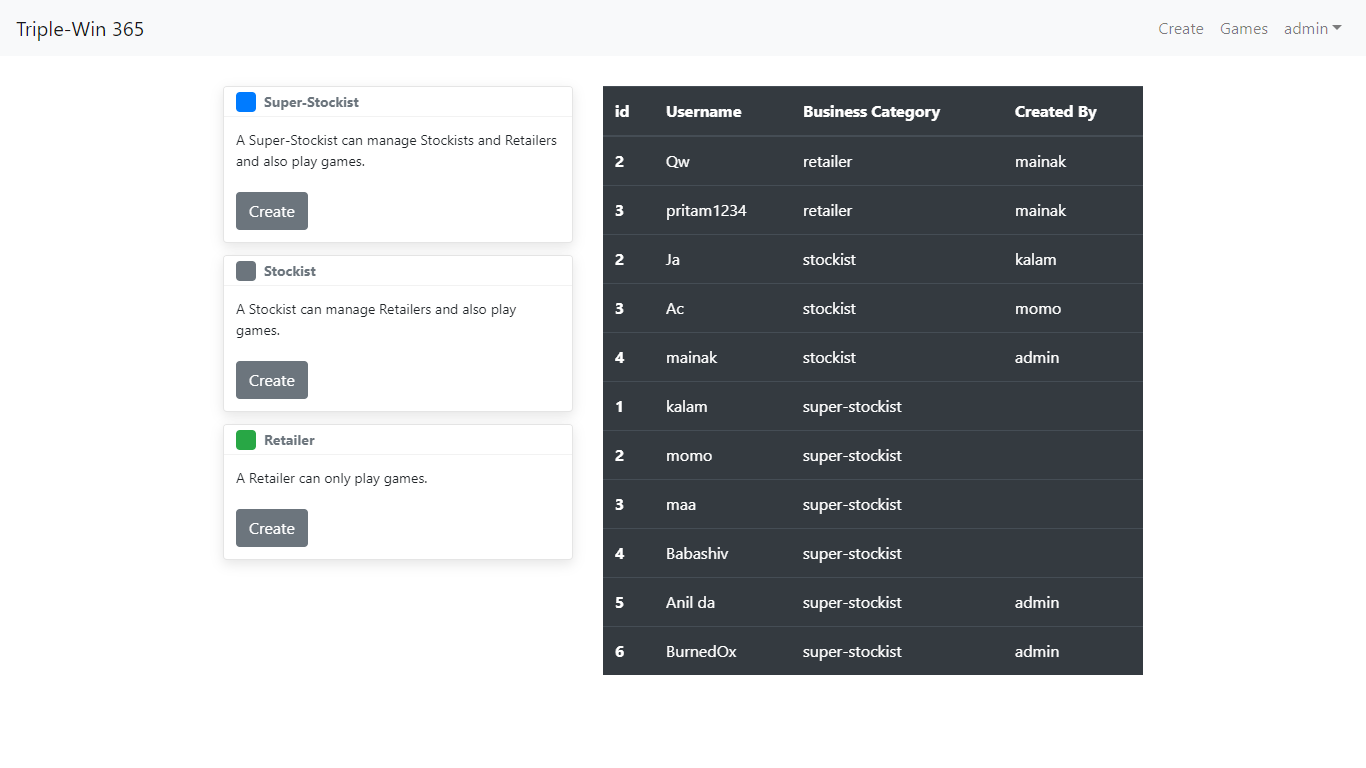 Triple-Win 365
Create Games admin
Super-Stockist
A Super-Stockist can manage Stockists and Retailers
and also play games.
Create
Stockist
A Stockist can manage Retailers and also play
games.
Create
Retailer
A Retailer can only play games.
Create
id Username Business Category Created By
2 Qw retailer mainak
3 pritam1234 retailer mainak
2 Ja stockist kalam
3 Ac stockist momo
4 mainak stockist admin
1 kalam super-stockist
2 momo super-stockist
3 maa super-stockist
4 Babashiv super-stockist
5 Anil da super-stockist admin
6 BurnedOx super-stockist admin